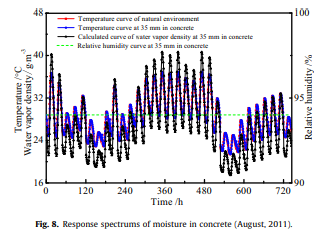 48
100
Temperature curve of natural environment
Temperature at 35 mm in concrete
Calculated curve of water vapor density at 35 mm in concrete
Relative humidity curve at 35 mm in concrete
40
32
95
24
16
90
Temperature /°C
Water vapor density/ g·m⁻³
Relative humidity /%
0 120 240 360 480 600 720
Time /h
Fig. 8. Response spectrums of moisture in concrete (August, 2011).